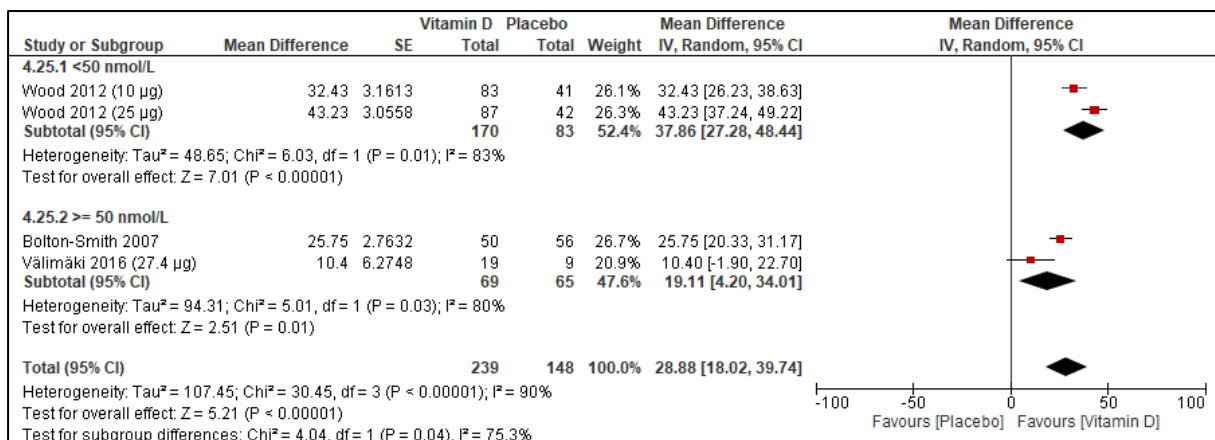 Vitamin D Placebo Mean Difference Mean Difference
Study or Subgroup Mean Difference SE Total Total Weight IV, Random, 95% CI IV, Random, 95% CI
4.25.1 <50 nmol/L
Wood 2012 (10 µg) 32.43 3.1613 83 41 26.1% 32.43 [26.23, 38.63]
Wood 2012 (25 µg) 43.23 3.0558 87 42 26.3% 43.23 [37.24, 49.22]
Subtotal (95% CI) 170 83 52.4% 37.86 [27.28, 48.44]
Heterogeneity: Tau² = 48.65; Chi² = 6.03, df = 1 (P = 0.01); I² = 83%
Test for overall effect: Z = 7.01 (P < 0.00001)
4.25.2 >= 50 nmol/L
Bolton-Smith 2007 25.75 2.7632 50 56 26.7% 25.75 [20.33, 31.17]
Välimäki 2016 (27.4 µg) 10.4 6.2748 19 9 20.9% 10.40 [-1.90, 22.70]
Subtotal (95% CI) 69 65 47.6% 19.11 [4.20, 34.01]
Heterogeneity: Tau² = 94.31; Chi² = 5.01, df = 1 (P = 0.03); I² = 80%
Test for overall effect: Z = 2.51 (P = 0.01)
Total (95% CI) 239 148 100.0% 28.88 [18.02, 39.74]
Heterogeneity: Tau² = 107.45; Chi² = 30.45, df = 3 (P < 0.00001); I² = 90%
Test for overall effect: Z = 5.21 (P < 0.00001)
Test for subgroup differences: Chi² = 4.04, df = 1 (P = 0.04), I² = 75.3%
-100 -50 0 50 100
Favours [Placebo] Favours [Vitamin D]